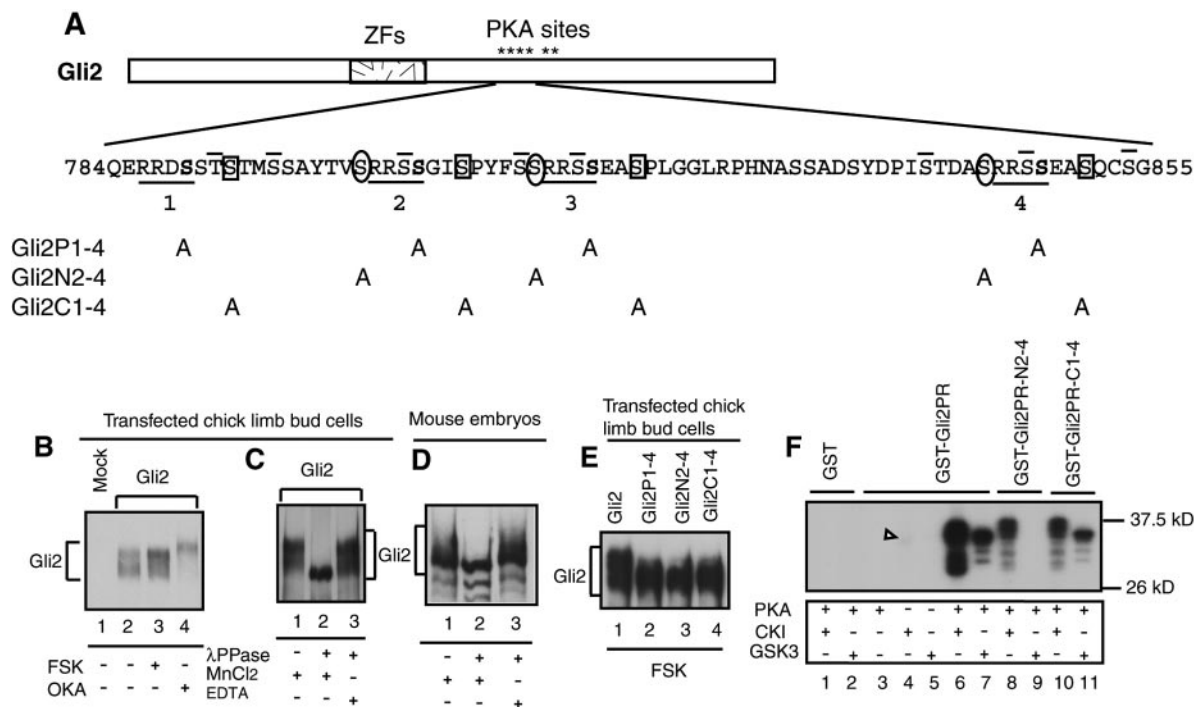 A
ZFs
PKA sites
**** **
Gli2
784QERRDSSTSTMSSAYTVSRRSSGISPYFSSRRSSEASPLGGLRPHNASSADSYDPISTDASRRSSEASQCSG855
1 2 3 4
Gli2P1-4 A A A A
Gli2N2-4 A A A
Gli2C1-4 A A A A
Transfected chick limb bud cells
B
Mock
Gli2
Gli2
1 2 3 4
FSK - - + -
OKA - - - +
C
Gli2
1 2 3
λPPase - + +
MnCl2 + + -
EDTA - - +
Mouse embryos
D
Gli2
1 2 3
- + +
+ + -
- - +
Transfected chick
limb bud cells
E
Gli2
Gli2P1-4
Gli2N2-4
Gli2C1-4
Gli2
1 2 3 4
FSK
F
GST
GST-Gli2PR
GST-Gli2PR-N2-4
GST-Gli2PR-C1-4
37.5 kD
26 kD
PKA + + + - - + + + + + +
CKI + - - + - + - + - + -
GSK3 - + - - + - + - + - +
1 2 3 4 5 6 7 8 9 10 11